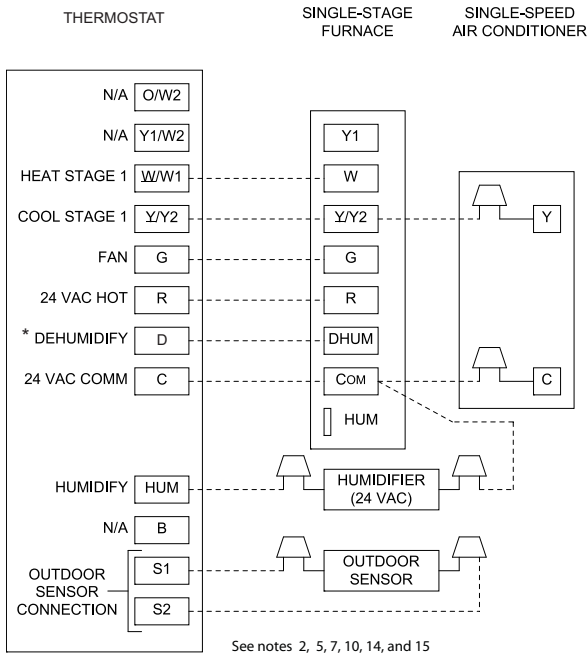 THERMOSTAT
SINGLE-STAGE
FURNACE
SINGLE-SPEED
AIR CONDITIONER
N/A O/W2
N/A Y1/W2 Y1
HEAT STAGE 1 W/W1 W
COOL STAGE 1 Y/Y2 Y/Y2 Y
FAN G G
24 VAC HOT R R
* DEHUMIDIFY D DHUM
24 VAC COMM C COM C
HUM
HUMIDIFY HUM HUMIDIFIER
(24 VAC)
N/A B
OUTDOOR
SENSOR
CONNECTION
S1
S2
OUTDOOR
SENSOR
See notes 2, 5, 7, 10, 14, and 15